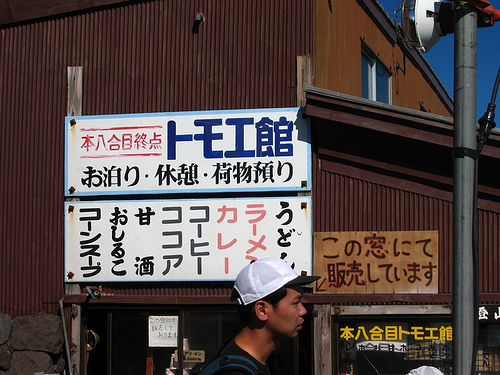 本八合目終点
トモエ館
お泊り・休憩・荷物預り
うどん
ラーメン
カレー
コーヒー
ココア
甘酒
おしるこ
コーンスープ
この窓にて
販売しています
本八合目トモエ館
登山